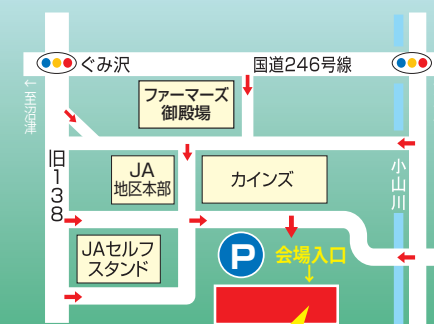 ぐみ沢
国道246号線
←至沼津
ファーマーズ
御殿場
旧138
JA
地区本部
カインズ
小山川
JAセルフ
スタンド
P
会場入口
↓